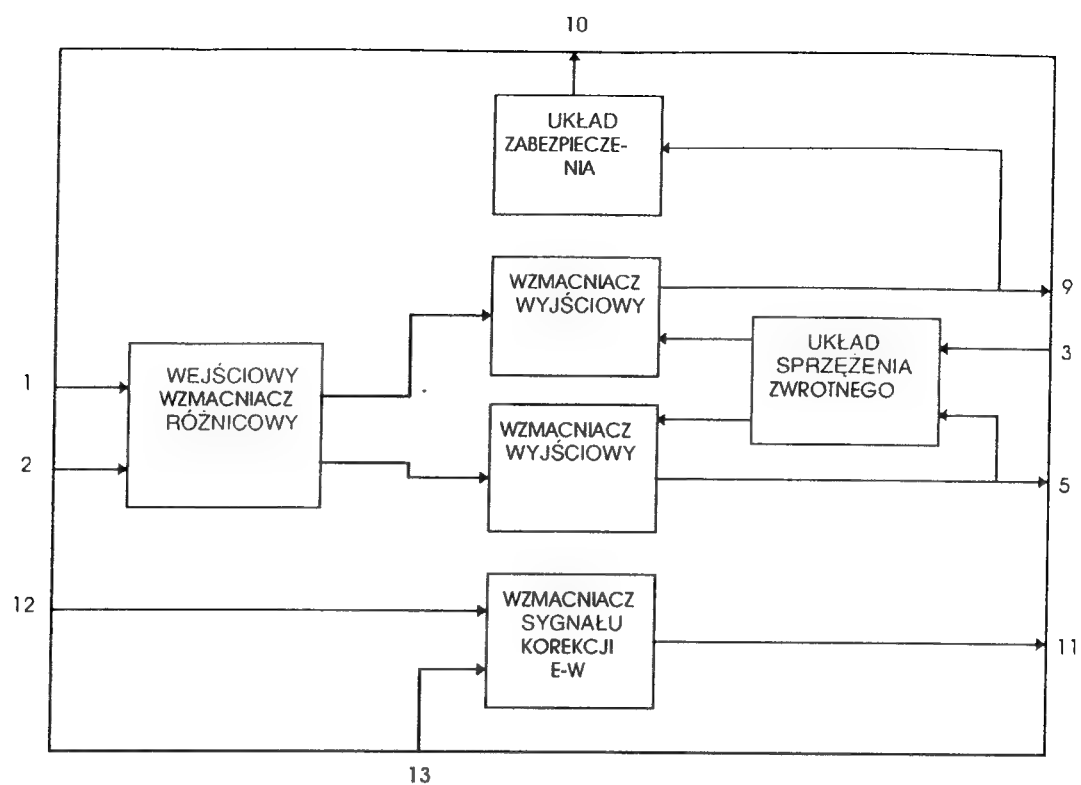 10
UKŁAD
ZABEZPIECZE-
NIA
WZMACNIACZ
WYJŚCIOWY
9
UKŁAD
SPRZĘŻENIA
ZWROTNEGO
3
1
WEJŚCIOWY
WZMACNIACZ
RÓŻNICOWY
2
WZMACNIACZ
WYJŚCIOWY
5
12
WZMACNIACZ
SYGNAŁU
KOREKCJI
E-W
11
13